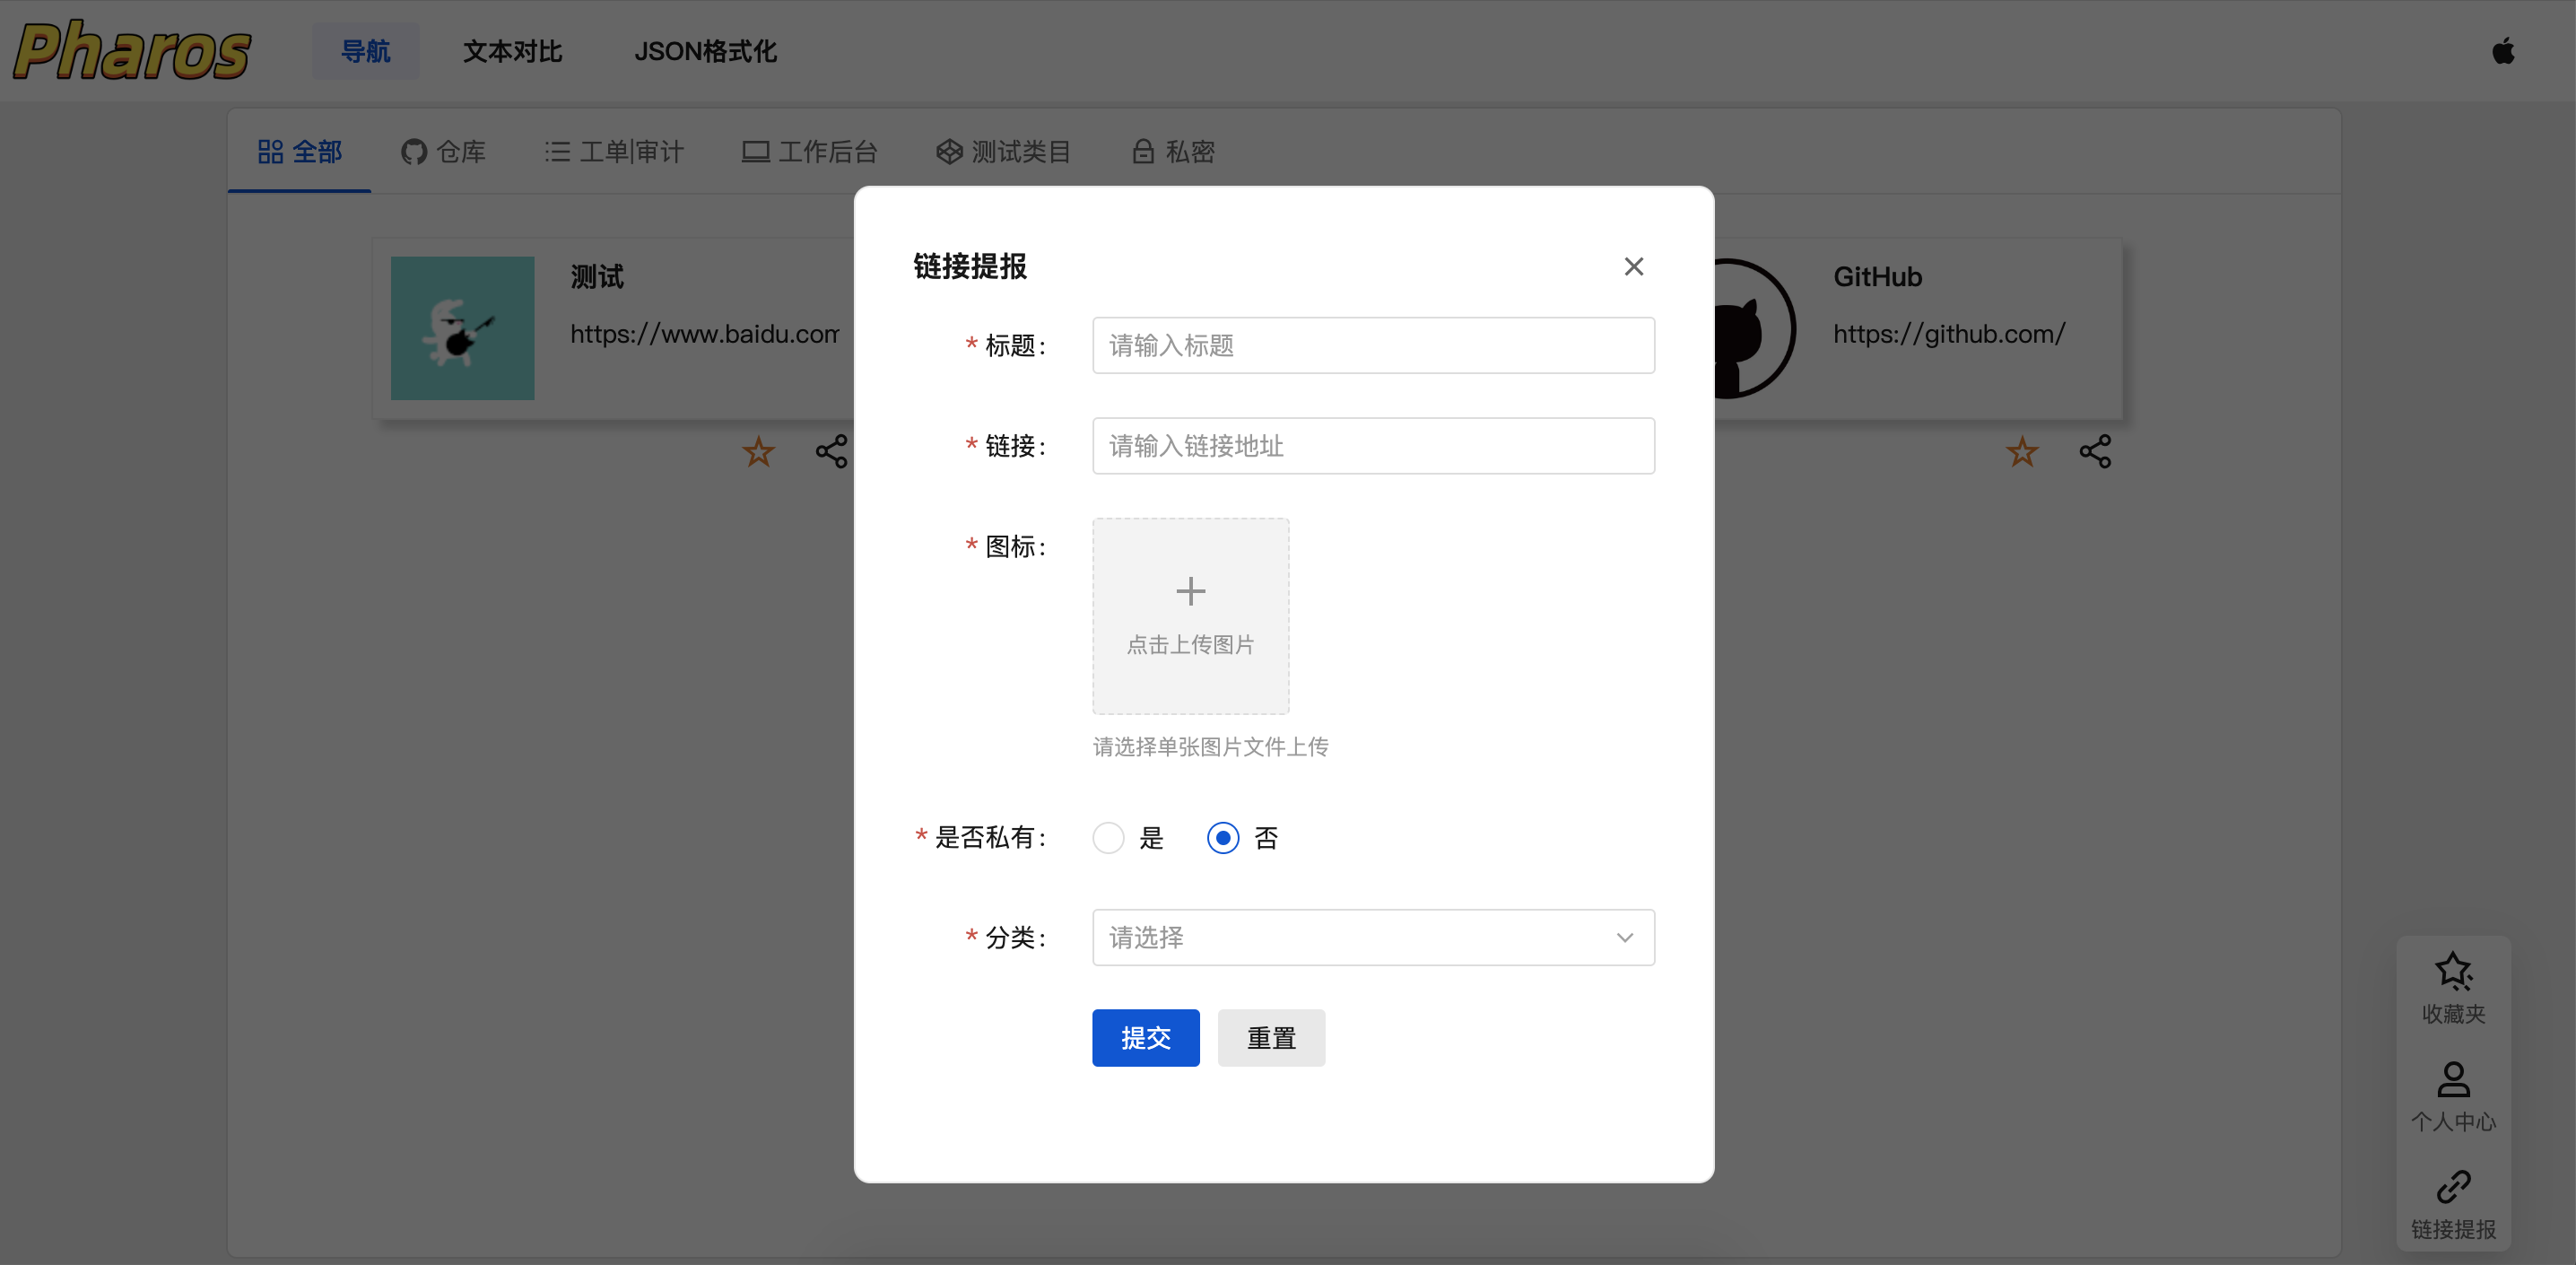 Pharos
导航
文本对比
JSON格式化
全部
仓库
工单|审计
工作后台
测试类目
私密
测试
https://www.baidu.com
GitHub
https://github.com/
链接提报
* 标题:
请输入标题
* 链接:
请输入链接地址
* 图标:
点击上传图片
请选择单张图片文件上传
* 是否私有:
是
否
* 分类:
请选择
提交
重置
收藏夹
个人中心
链接提报